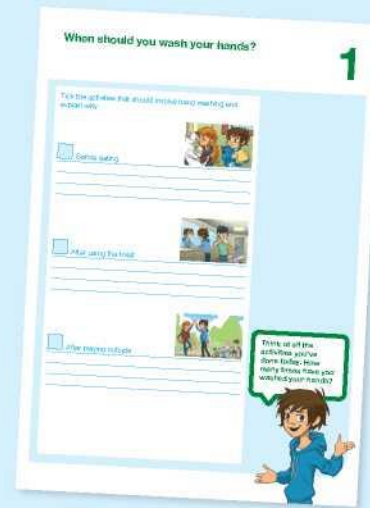 When should you wash your hands?
1
Tick the activities that should involve hand washing and
explain why.
Before eating
After using the toilet
After playing outside
Think of all the
activities you've
done today. How
many times have you
washed your hands?